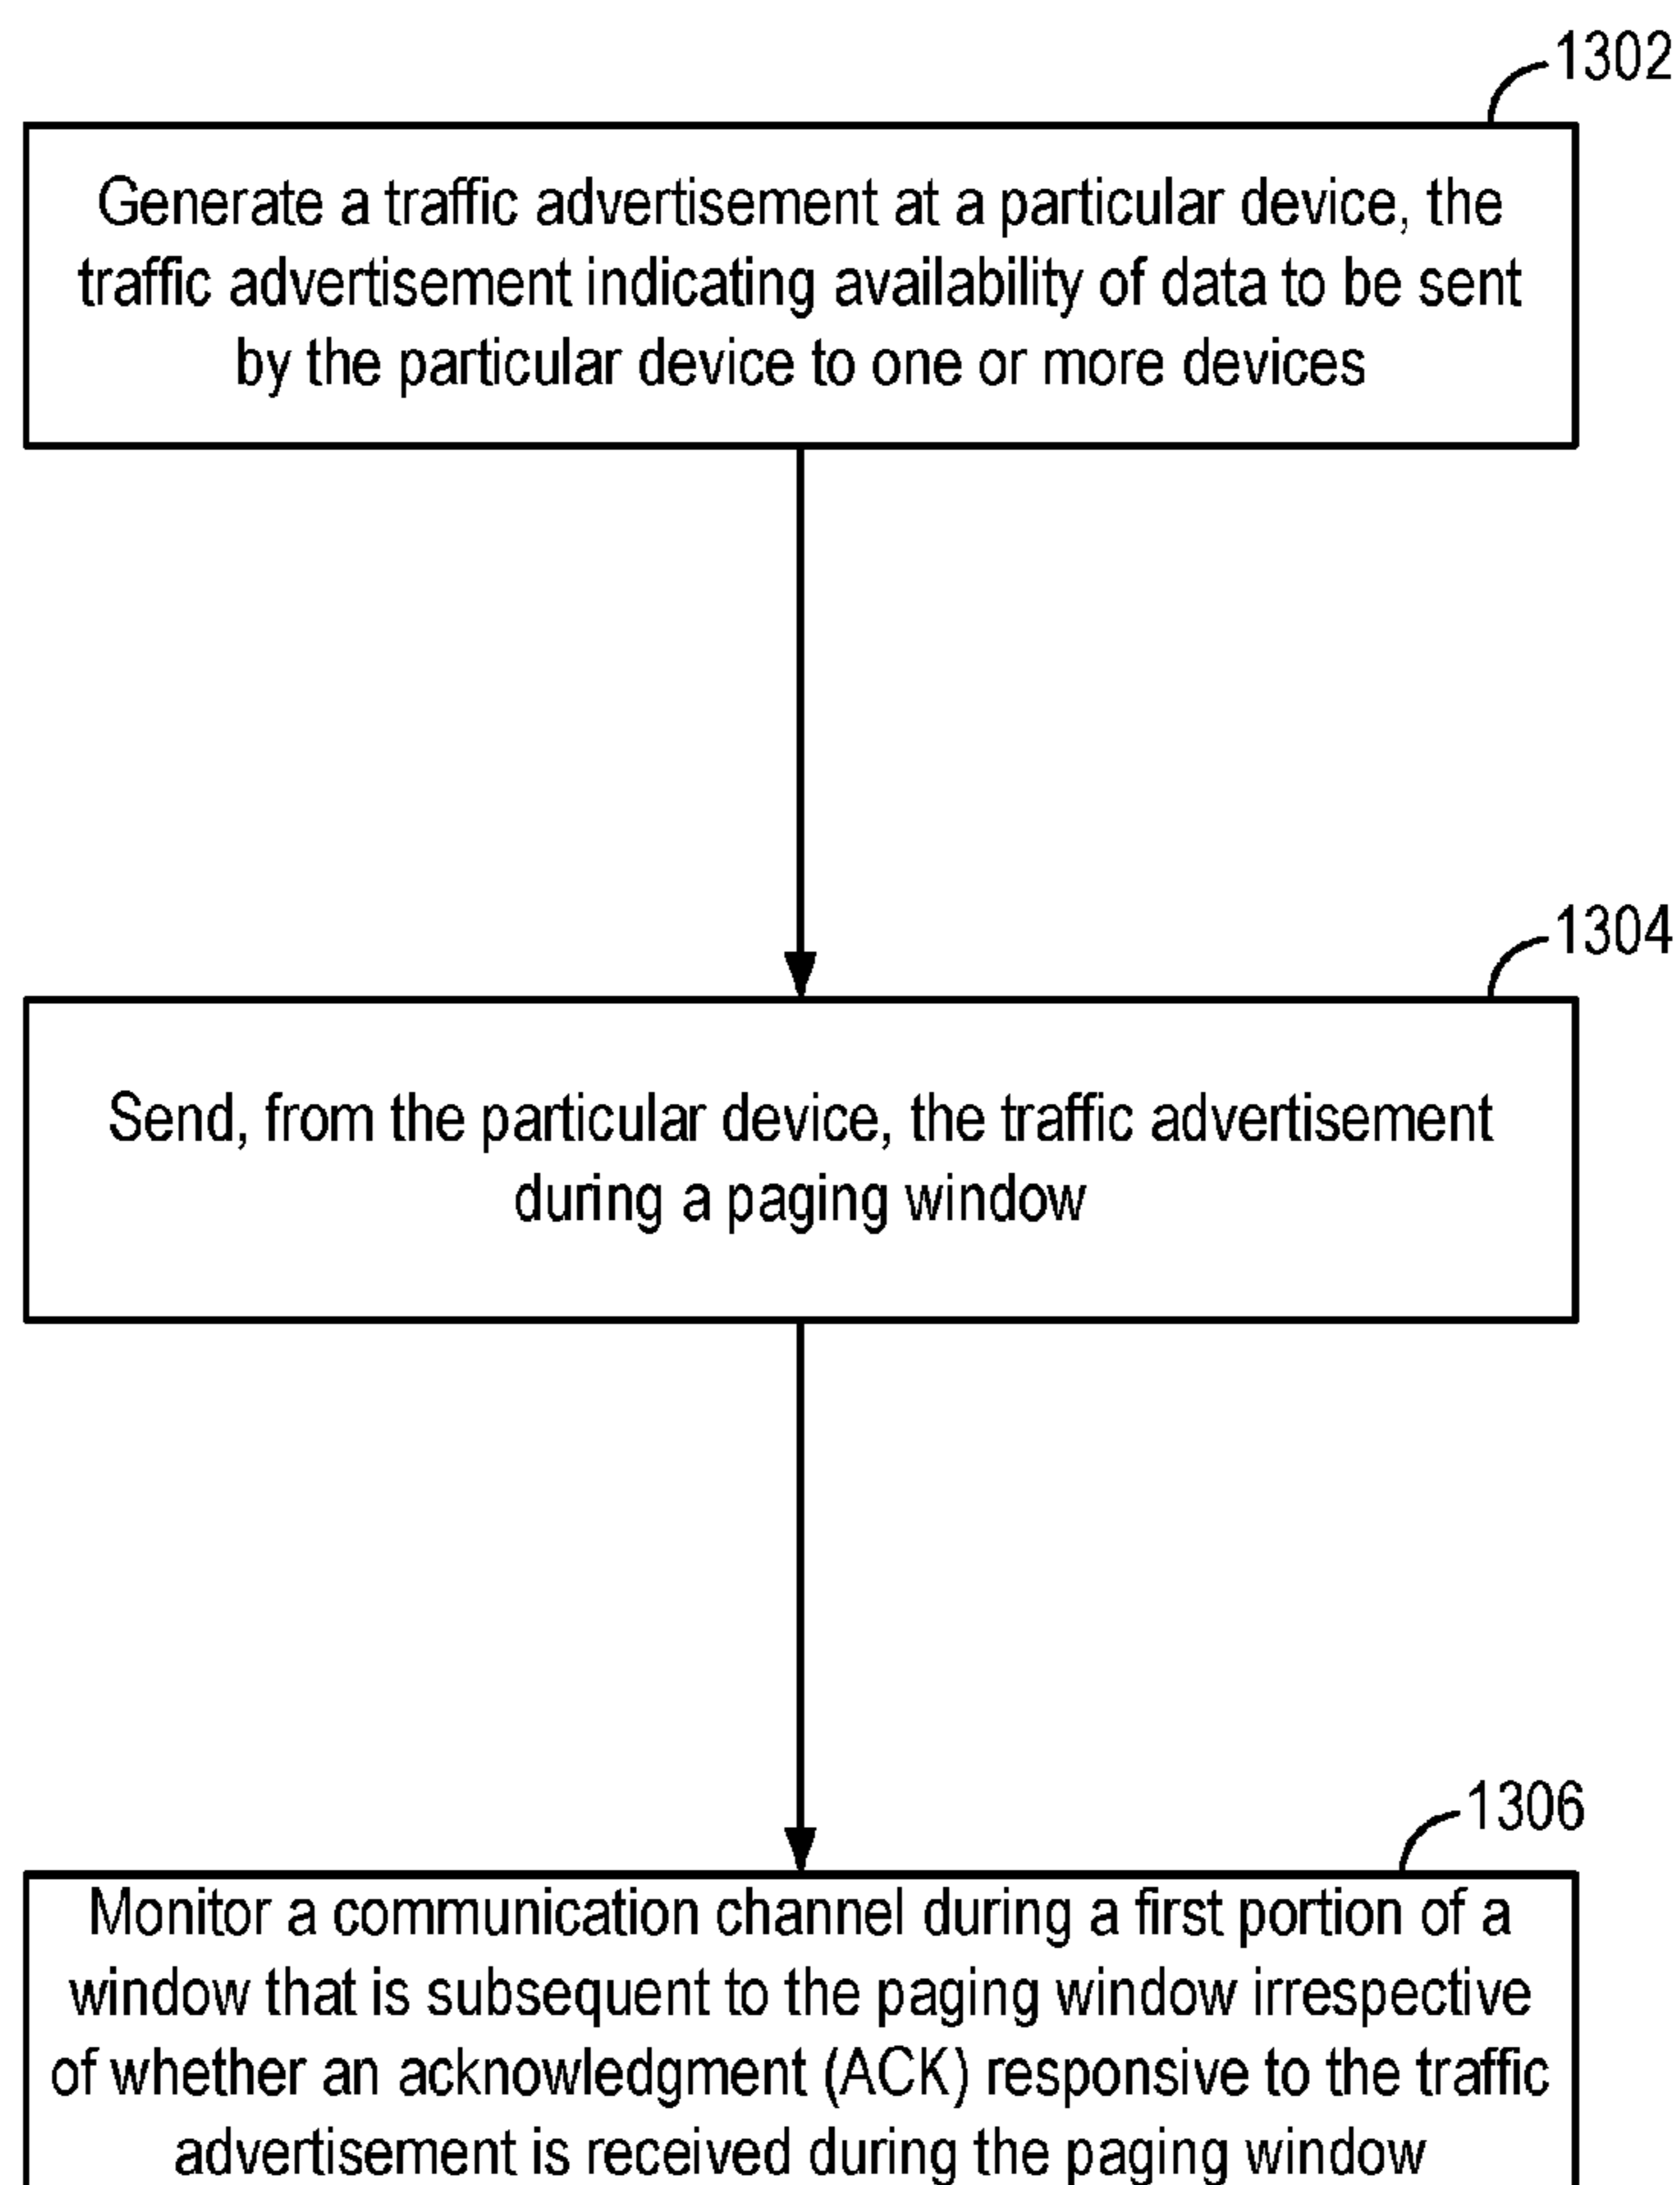 1302
Generate a traffic advertisement at a particular device, the
traffic advertisement indicating availability of data to be sent
by the particular device to one or more devices
1304
Send, from the particular device, the traffic advertisement
during a paging window
1306
Monitor a communication channel during a first portion of a
window that is subsequent to the paging window irrespective
of whether an acknowledgment (ACK) responsive to the traffic
advertisement is received during the paging window